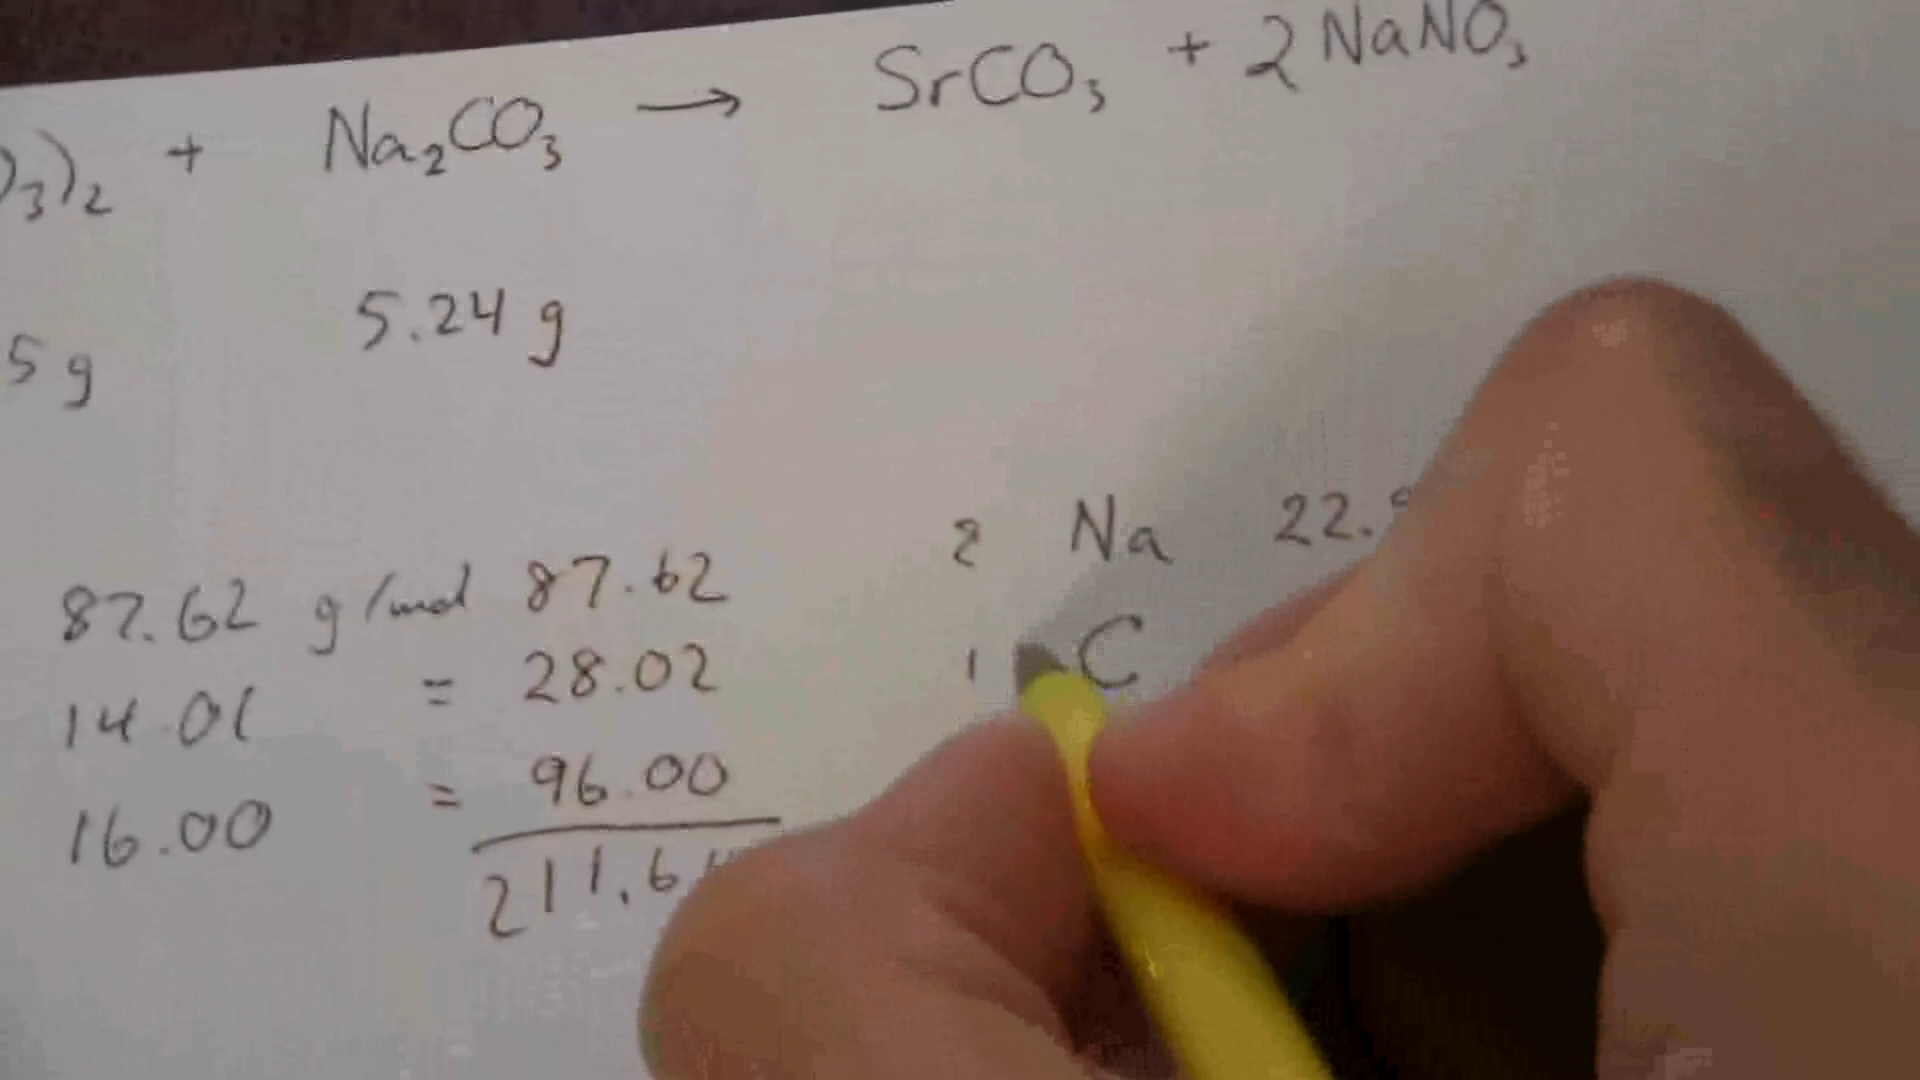 )₃)₂ + Na₂CO₃ → SrCO₃ + 2 NaNO₃
5 g 5.24 g
87.62 g/mol 87.62 2 Na 22.9
14.01 = 28.02 1 C
16.00 = 96.00
211.6